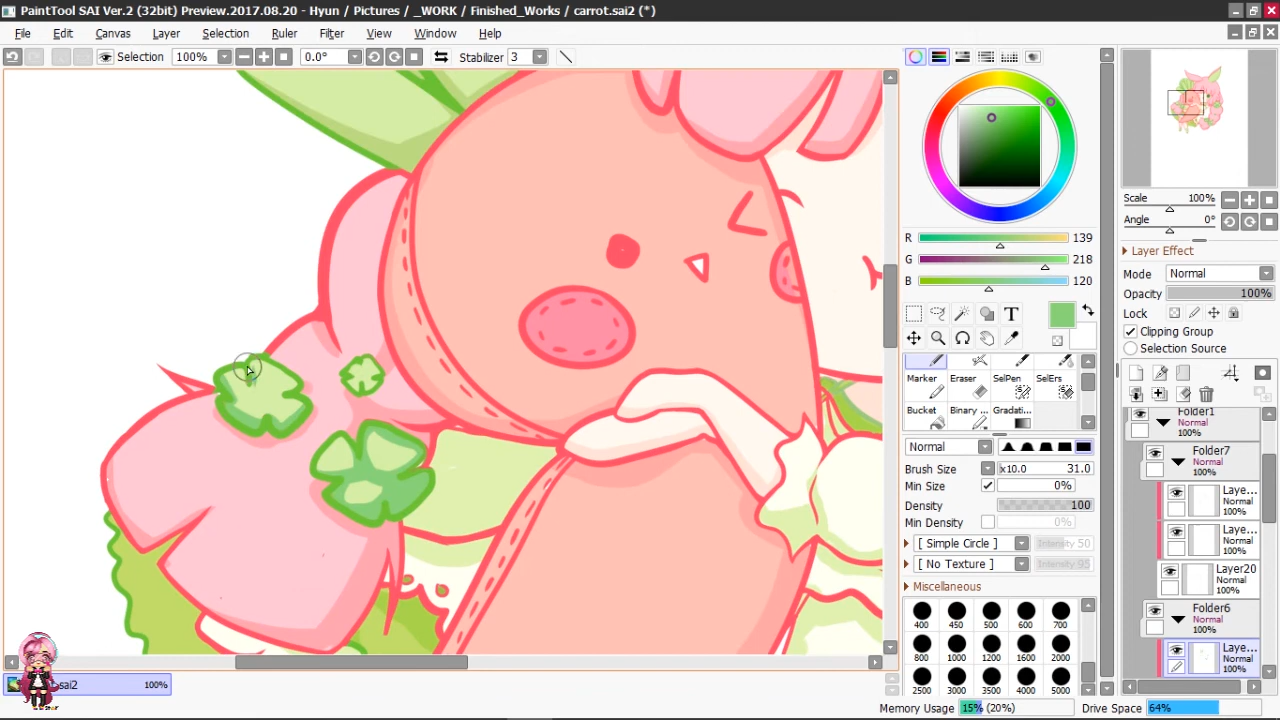 PaintTool SAI Ver.2 (32bit) Preview.2017.08.20 - Hyun / Pictures / _WORK / Finished_Works / carrot.sai2 (*)
File Edit Canvas Layer Selection Ruler Filter View Window Help
Selection 100% 0.0° Stabilizer 3
R 139
G 218
B 120
T
Marker Eraser SelPen SelErs
Bucket Binary ... Gradati...
Normal
Brush Size x10.0 31.0
Min Size 0%
Density 100
Min Density 0%
[ Simple Circle ] Intensity 50
[ No Texture ] Intensity 95
Miscellaneous
400 450 500 600 700
800 1000 1200 1600 2000
2500 3000 3500 4000 5000
Scale 100%
Angle 0°
Layer Effect
Mode Normal
Opacity 100%
Lock
Clipping Group
Selection Source
Folder1
Normal
100%
Folder7
Normal
100%
Laye...
Normal
100%
Laye...
Normal
100%
Layer20
Normal
100%
Folder6
Normal
100%
Laye...
Normal
100%
.sai2 100%
Memory Usage 15% (20%) Drive Space 64%